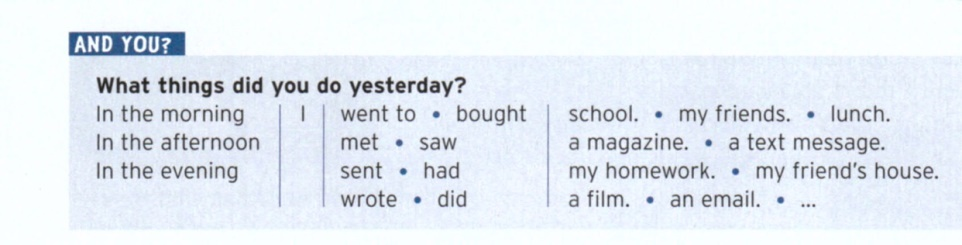 AND YOU?
What things did you do yesterday?
In the morning I went to • bought school. • my friends. • lunch.
In the afternoon met • saw a magazine. • a text message.
In the evening sent • had my homework. • my friend's house.
wrote • did a film. • an email. • ...